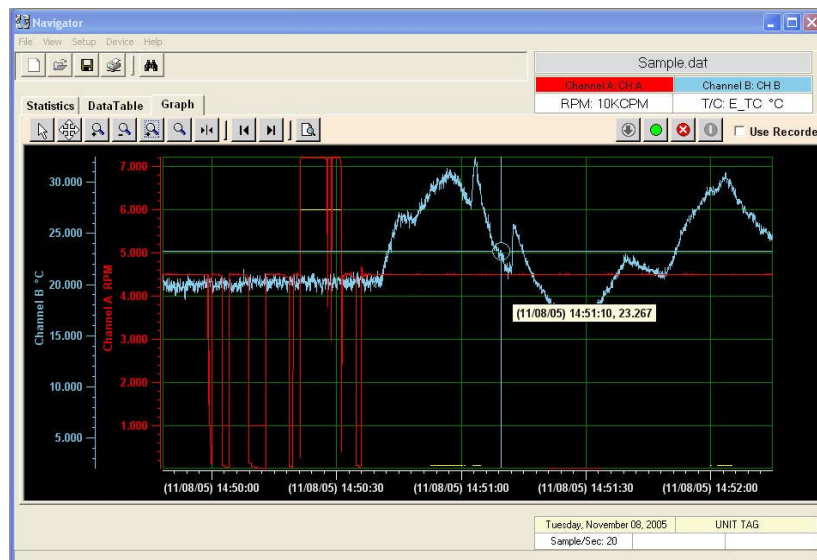 Navigator
File View Setup Device Help
Sample.dat
Channel A: CH A
Channel B: CH B
RPM: 10KCPM
T/C: E_TC °C
Statistics
DataTable
Graph
Use Recorde
30.000
25.000
20.000
15.000
10.000
5.000
Channel B °C
7.000
6.000
5.000
4.000
3.000
2.000
1.000
Channel A RPM
(11/08/05) 14:51:10, 23.267
(11/08/05) 14:50:00
(11/08/05) 14:50:30
(11/08/05) 14:51:00
(11/08/05) 14:51:30
(11/08/05) 14:52:00
Tuesday, November 08, 2005
UNIT TAG
Sample/Sec: 20